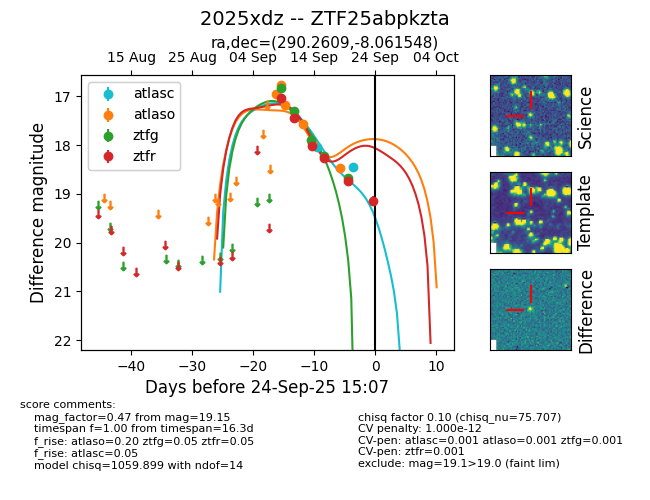 2025xdz -- ZTF25abpkzta
ra,dec=(290.2609,-8.061548)
15 Aug 25 Aug 04 Sep 14 Sep 24 Sep 04 Oct
atlasc
atlaso
ztfg
ztfr
17
18
19
20
21
22
Difference magnitude
−40 −30 −20 −10 0 10
Days before 24-Sep-25 15:07
Science
Template
Difference
score comments:
mag_factor=0.47 from mag=19.15
timespan f=1.00 from timespan=16.3d
f_rise: atlaso=0.20 ztfg=0.05 ztfr=0.05
f_rise: atlasc=0.05
model chisq=1059.899 with ndof=14
chisq factor 0.10 (chisq_nu=75.707)
CV penalty: 1.000e-12
CV-pen: atlasc=0.001 atlaso=0.001 ztfg=0.001
CV-pen: ztfr=0.001
exclude: mag=19.1>19.0 (faint lim)